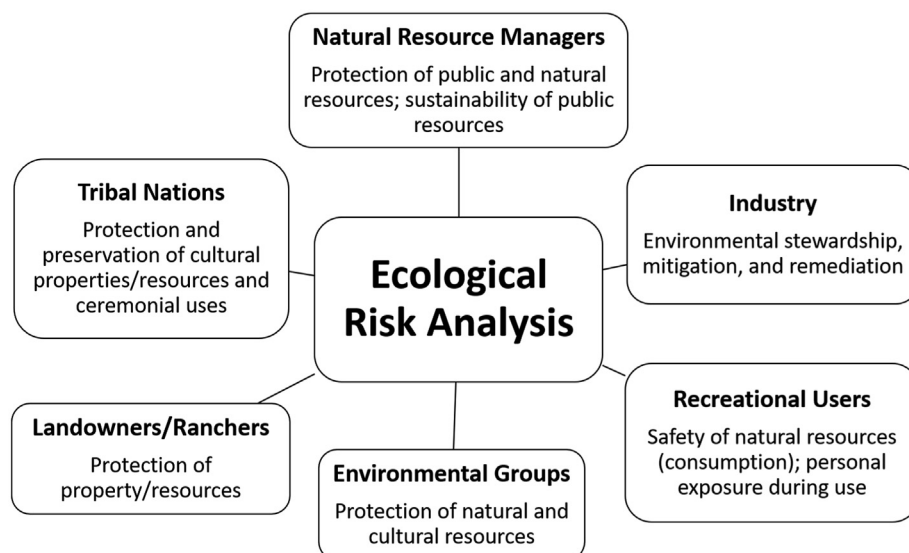 Natural Resource Managers
Protection of public and natural
resources; sustainability of public
resources
Tribal Nations
Protection and
preservation of cultural
properties/resources and
ceremonial uses
Industry
Environmental stewardship,
mitigation, and remediation
Ecological
Risk Analysis
Landowners/Ranchers
Protection of
property/resources
Environmental Groups
Protection of natural and
cultural resources
Recreational Users
Safety of natural resources
(consumption); personal
exposure during use